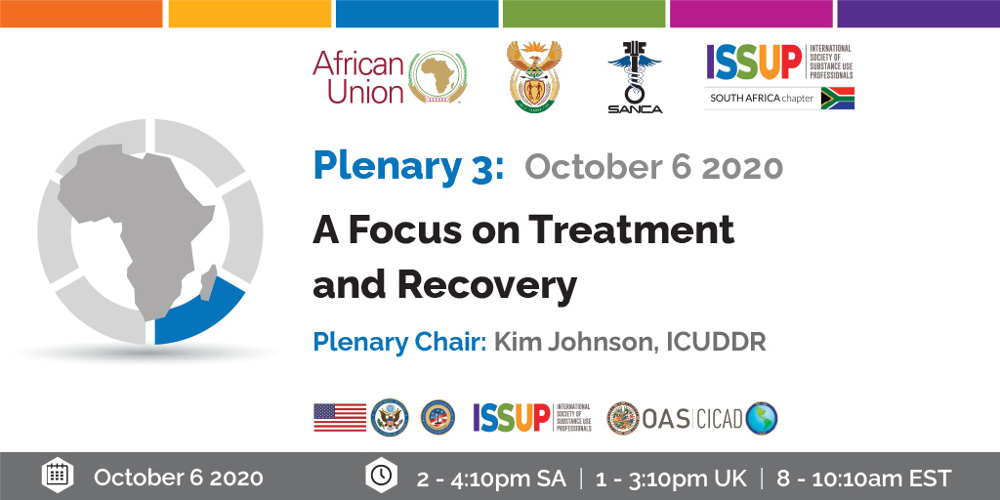 African
Union
SANCA
ISSUP
INTERNATIONAL
SOCIETY OF
SUBSTANCE USE
PROFESSIONALS
SOUTH AFRICA chapter
Plenary 3: October 6 2020
A Focus on Treatment
and Recovery
Plenary Chair: Kim Johnson, ICUDDR
ISSUP
INTERNATIONAL
SOCIETY OF
SUBSTANCE USE
PROFESSIONALS
OAS | CICAD
October 6 2020
2 - 4:10pm SA | 1 - 3:10pm UK | 8 - 10:10am EST